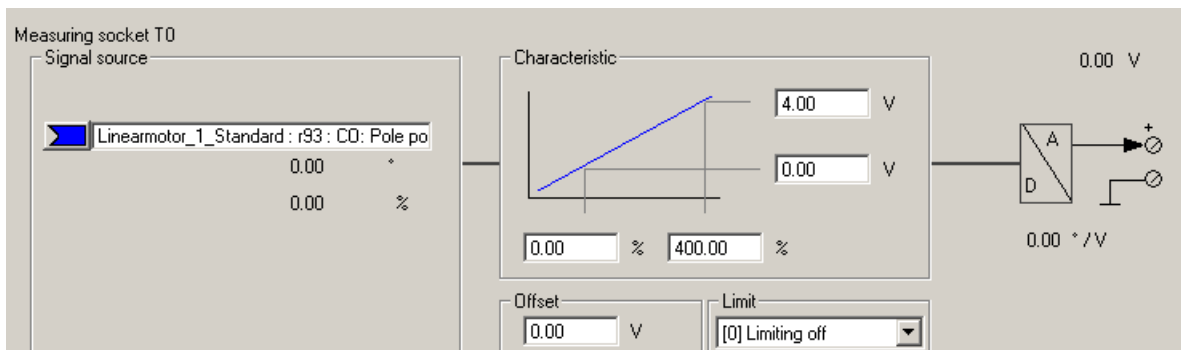 Measuring socket T0
Signal source
Linearmotor_1_Standard : r93 : CO: Pole po
0.00 °
0.00 %
Characteristic
4.00 V
0.00 V
0.00 % 400.00 %
Offset
0.00 V
Limit
[0] Limiting off
0.00 V
A
D
+
0.00 ° / V